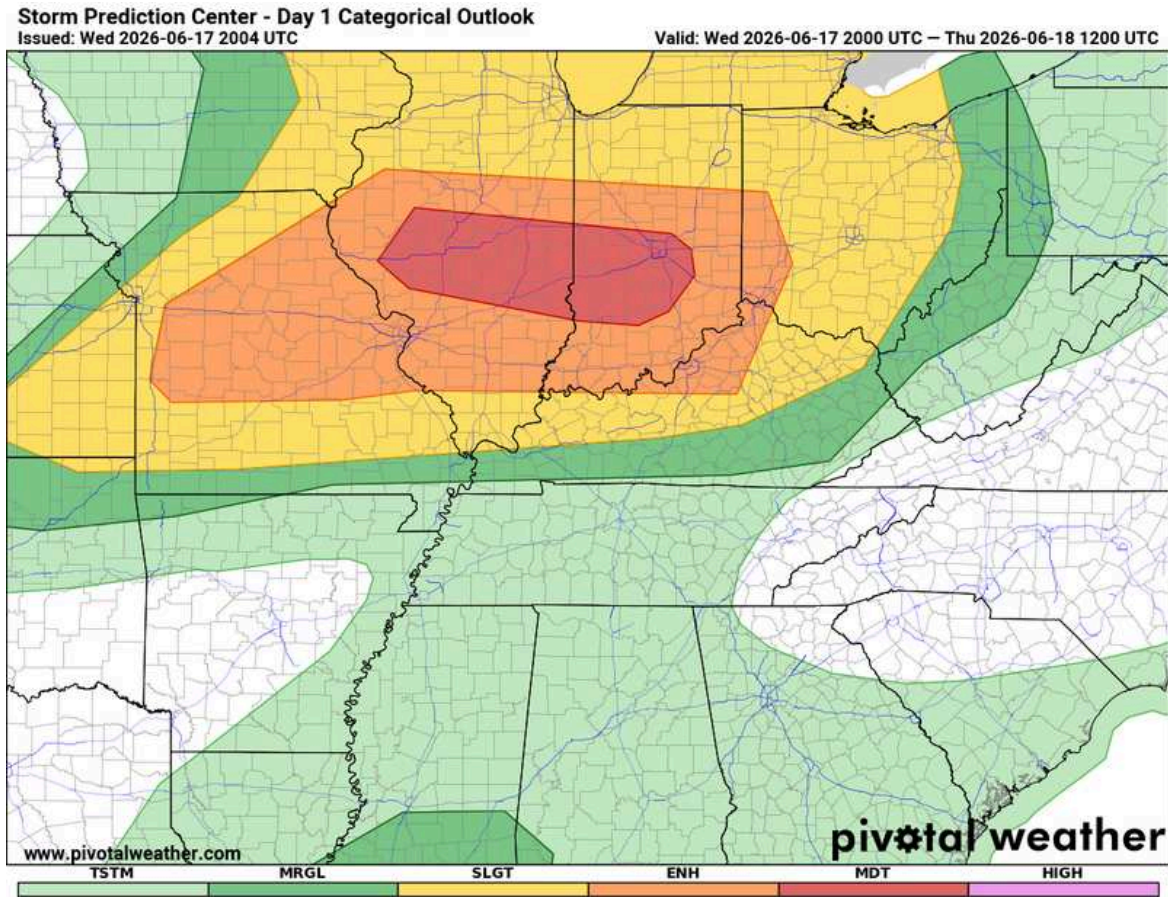 Storm Prediction Center - Day 1 Categorical Outlook
Issued: Wed 2026-06-17 2004 UTC
Valid: Wed 2026-06-17 2000 UTC — Thu 2026-06-18 1200 UTC
pivotal weather
www.pivotalweather.com
TSTM MRGL SLGT ENH MDT HIGH